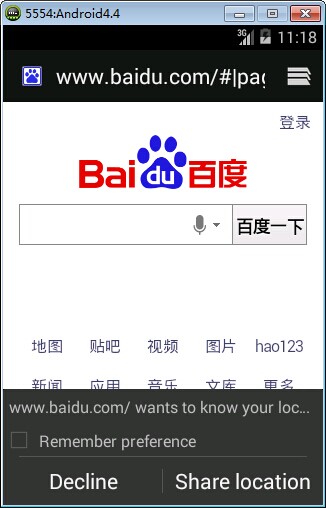 5554:Android4.4
3G 11:18
www.baidu.com/#|pag
登录
Bai du 百度
百度一下
地图 贴吧 视频 图片 hao123
新闻 应用 音乐 文库 更多
www.baidu.com/ wants to know your loc...
Remember preference
Decline Share location